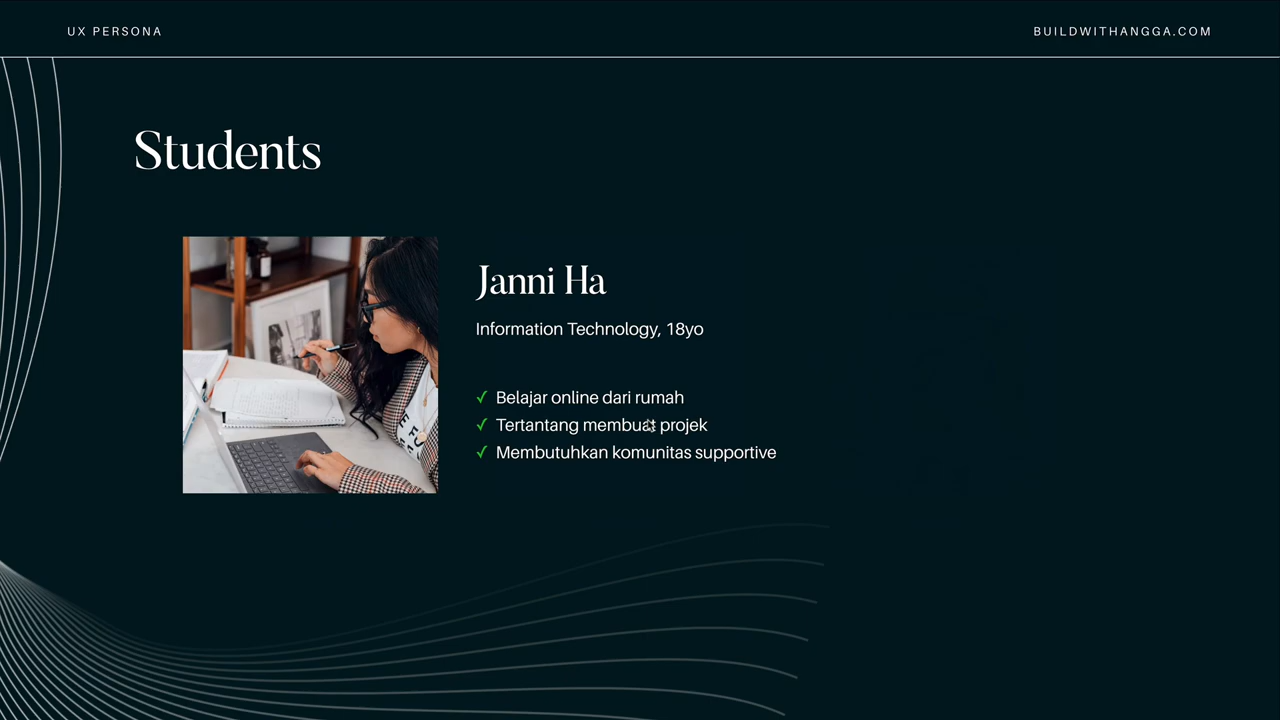 UX PERSONA
BUILDWITHANGGA.COM
Students
Janni Ha
Information Technology, 18yo
✓ Belajar online dari rumah
✓ Tertantang membuat projek
✓ Membutuhkan komunitas supportive